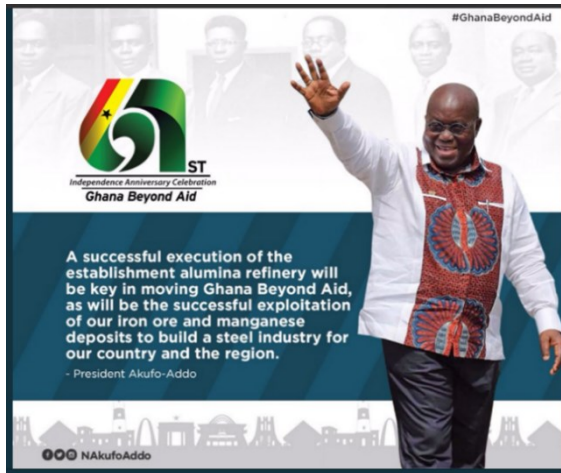 #GhanaBeyondAid
61ST
Independence Anniversary Celebration
Ghana Beyond Aid
A successful execution of the
establishment alumina refinery will
be key in moving Ghana Beyond Aid,
as will be the successful exploitation
of our iron ore and manganese
deposits to build a steel industry for
our country and the region.
- President Akufo-Addo
NAkufoAddo